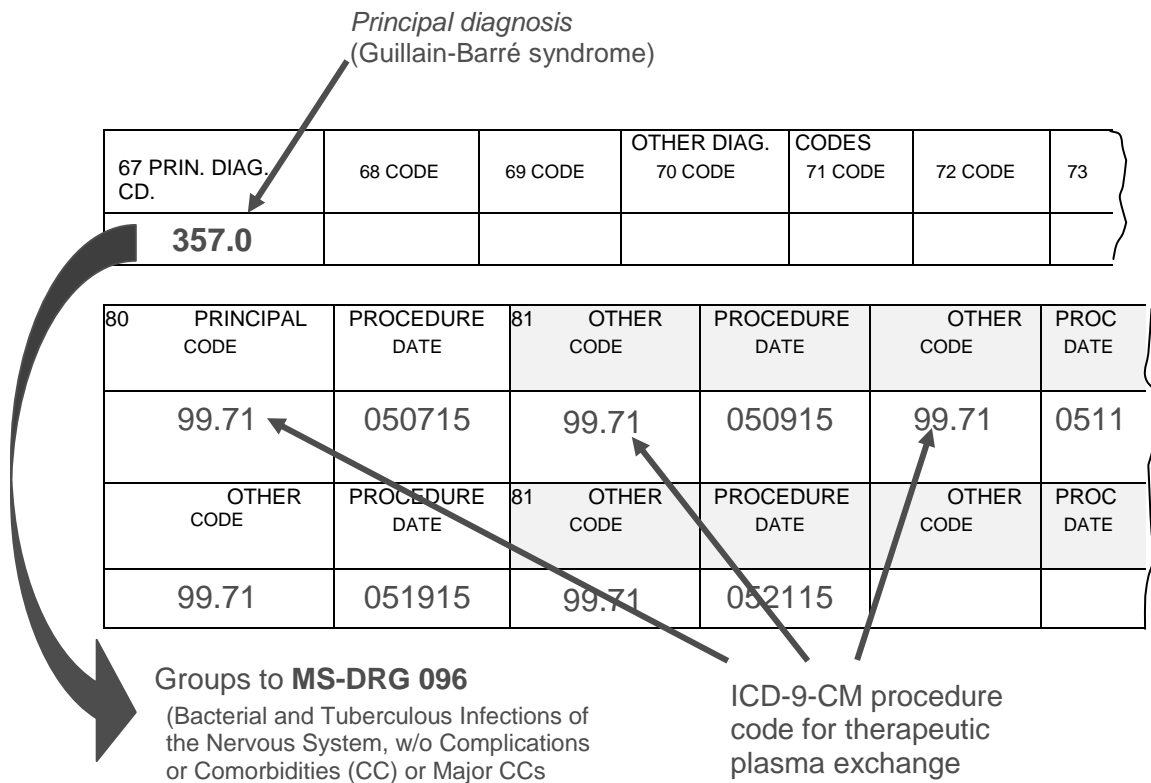 Principal diagnosis
(Guillain-Barré syndrome)
OTHER DIAG. CODES
67 PRIN. DIAG. CD. 68 CODE 69 CODE 70 CODE 71 CODE 72 CODE 73
357.0
80 PRINCIPAL PROCEDURE 81 OTHER PROCEDURE OTHER PROC
CODE DATE CODE DATE CODE DATE
99.71 050715 99.71 050915 99.71 0511
OTHER PROCEDURE 81 OTHER PROCEDURE OTHER PROC
CODE DATE CODE DATE CODE DATE
99.71 051915 99.71 052115
Groups to MS-DRG 096
(Bacterial and Tuberculous Infections of
the Nervous System, w/o Complications
or Comorbidities (CC) or Major CCs
ICD-9-CM procedure
code for therapeutic
plasma exchange